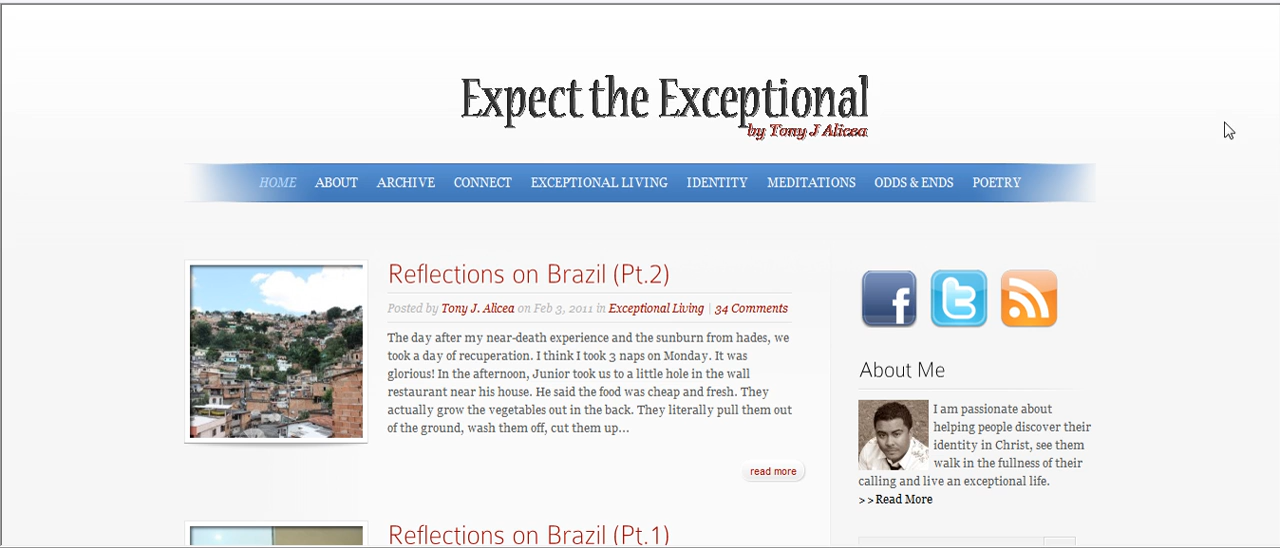 Expect the Exceptional
by Tony J Alicea
HOME ABOUT ARCHIVE CONNECT EXCEPTIONAL LIVING IDENTITY MEDITATIONS ODDS & ENDS POETRY
Reflections on Brazil (Pt.2)
Posted by Tony J. Alicea on Feb 3, 2011 in Exceptional Living | 34 Comments
The day after my near-death experience and the sunburn from hades, we
took a day of recuperation. I think I took 3 naps on Monday. It was
glorious! In the afternoon, Junior took us to a little hole in the wall
restaurant near his house. He said the food was cheap and fresh. They
actually grow the vegetables out in the back. They literally pull them out
of the ground, wash them off, cut them up...
read more
Reflections on Brazil (Pt.1)
About Me
I am passionate about
helping people discover their
identity in Christ, see them
walk in the fullness of their
calling and live an exceptional life.
>>Read More